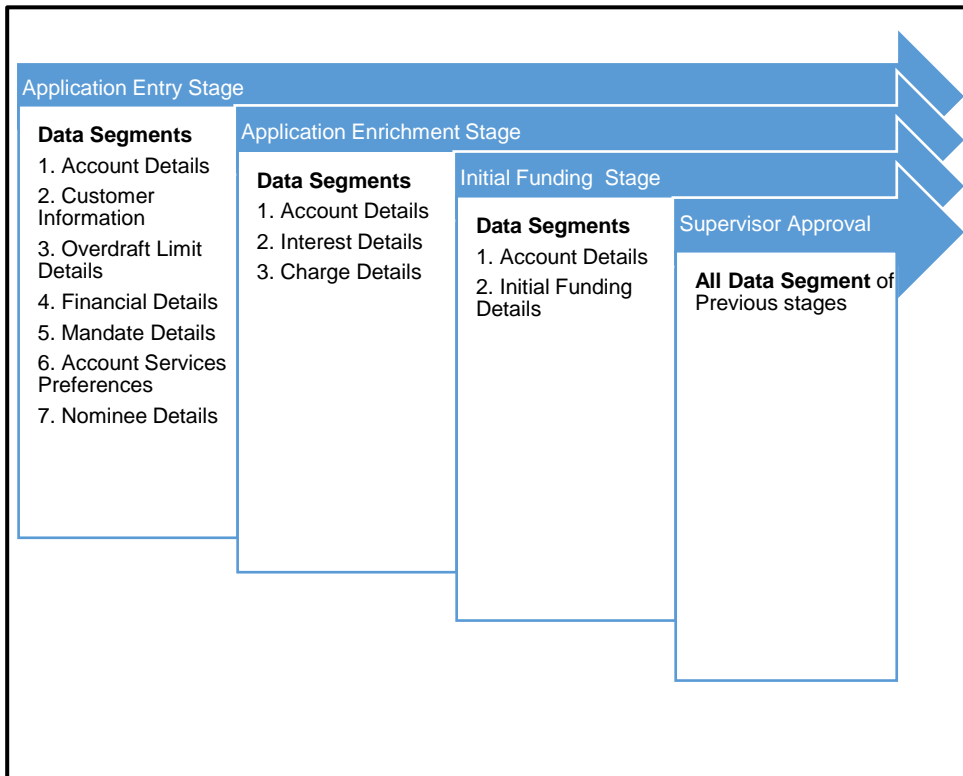 Application Entry Stage
Data Segments
1. Account Details
2. Customer
Information
3. Overdraft Limit
Details
4. Financial Details
5. Mandate Details
6. Account Services
Preferences
7. Nominee Details
Application Enrichment Stage
Data Segments
1. Account Details
2. Interest Details
3. Charge Details
Initial Funding  Stage
Data Segments
1. Account Details
2. Initial Funding
Details
Supervisor Approval
All Data Segment of
Previous stages